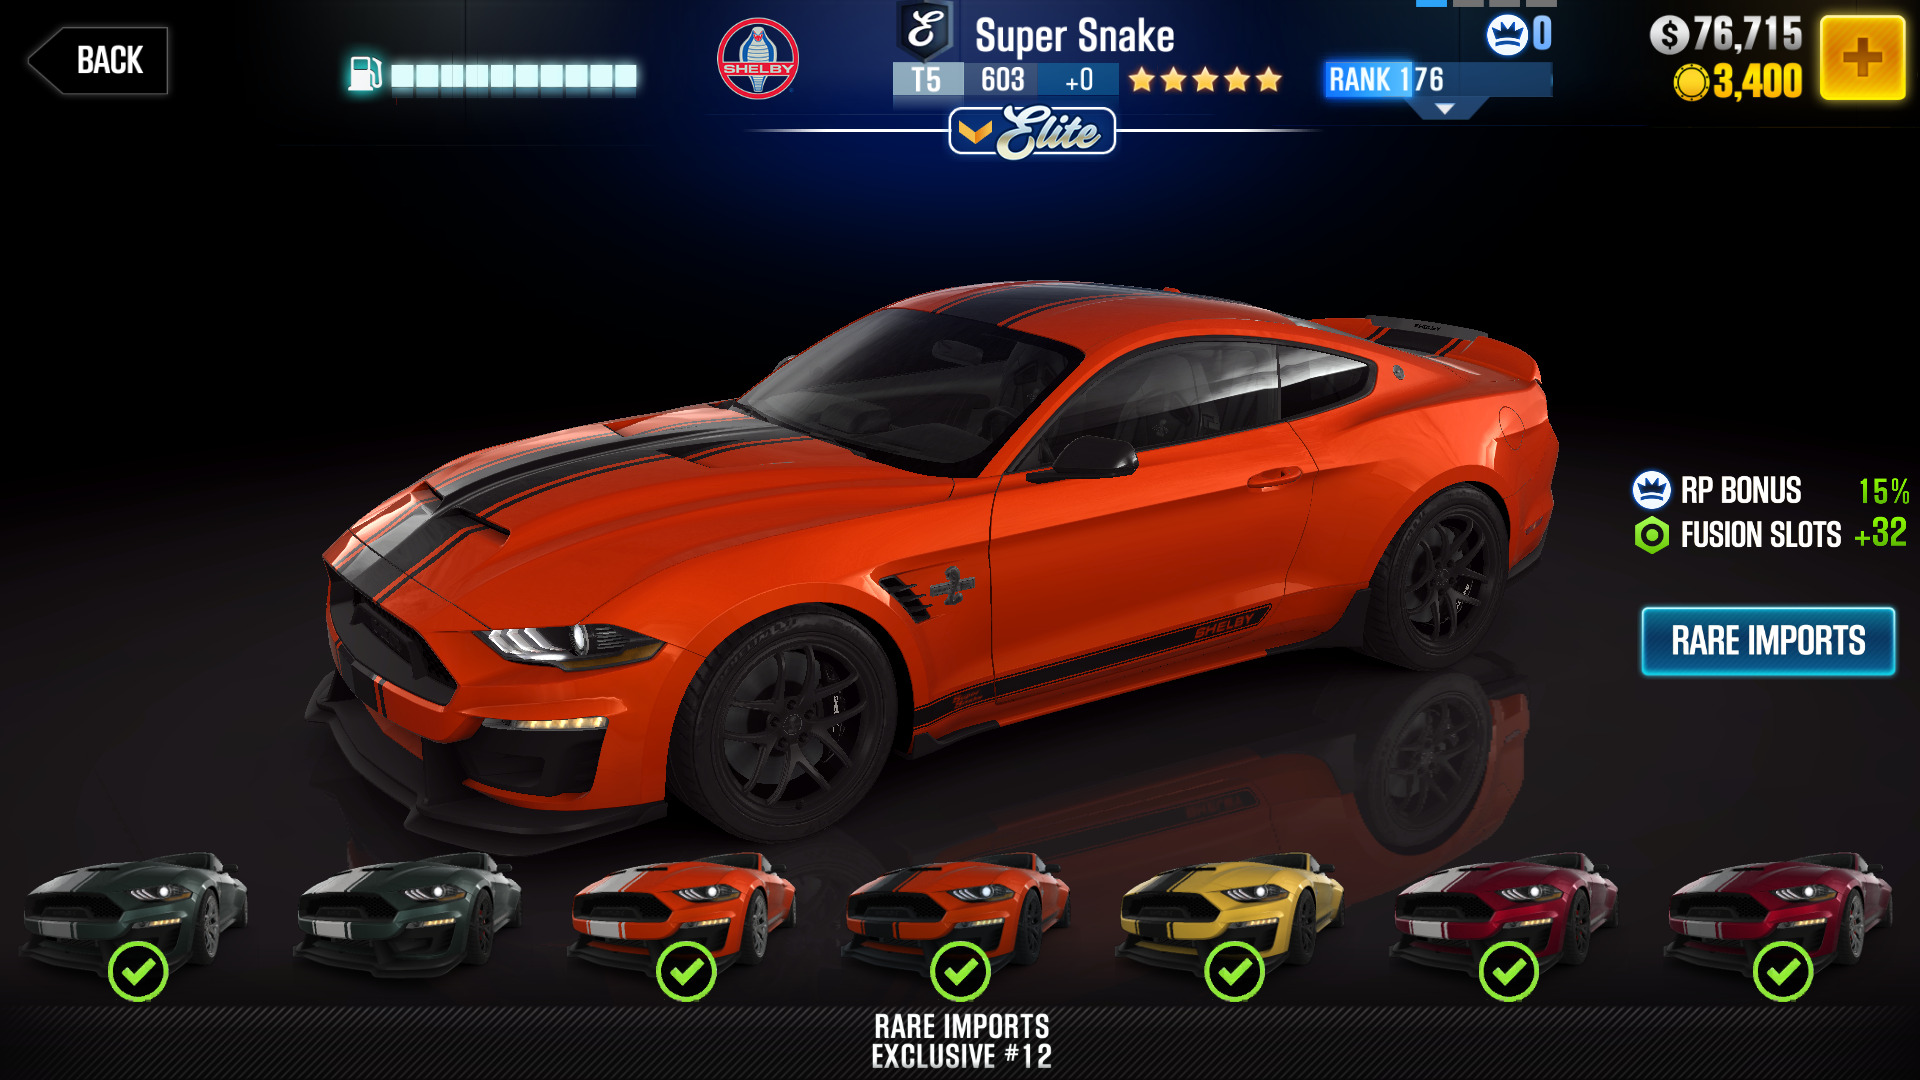 BACK
SHELBY
E
Super Snake
T5 603 +0
RANK 176
0
$76,715
3,400
Elite
SHELBY
RP BONUS 15%
FUSION SLOTS +32
RARE IMPORTS
RARE IMPORTS
EXCLUSIVE #12